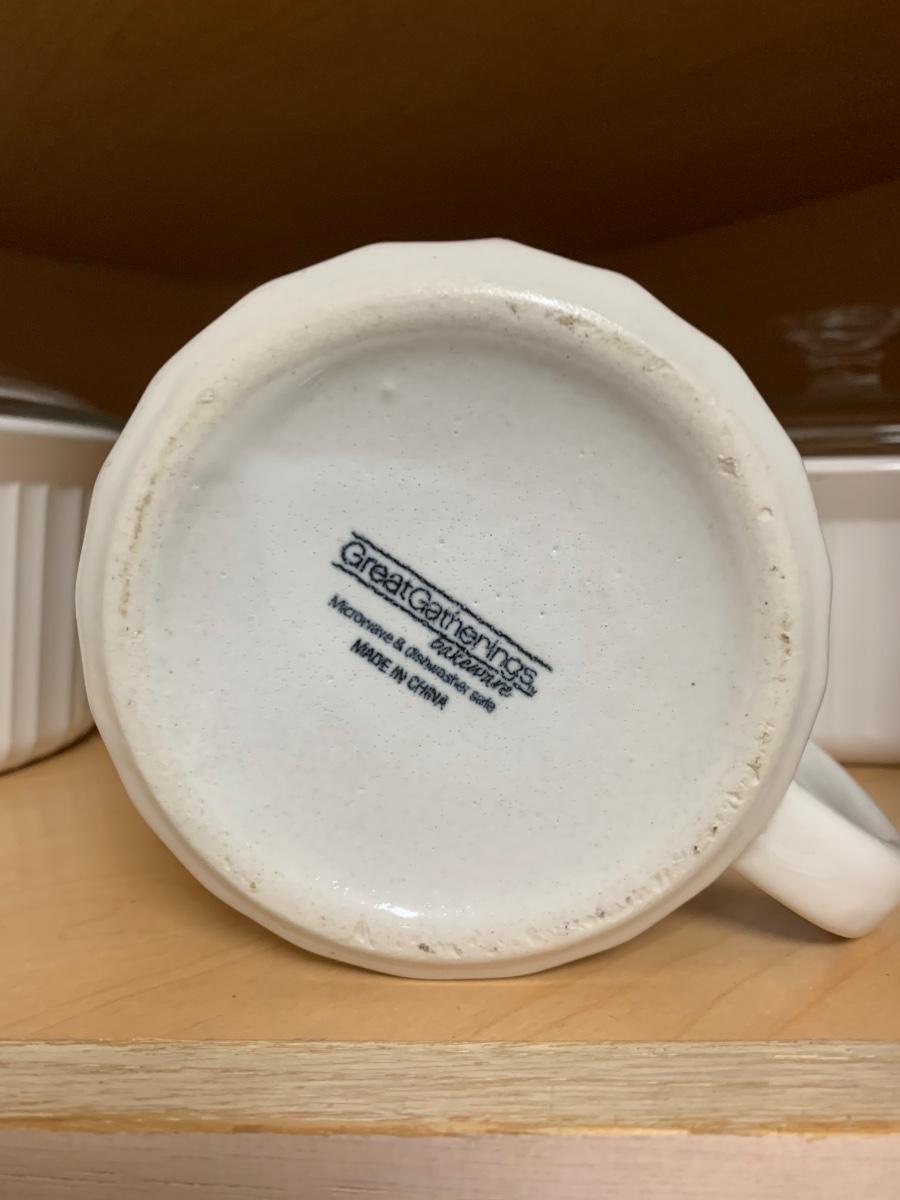 GreatGatherings
bakeware
Microwave & dishwasher safe
MADE IN CHINA